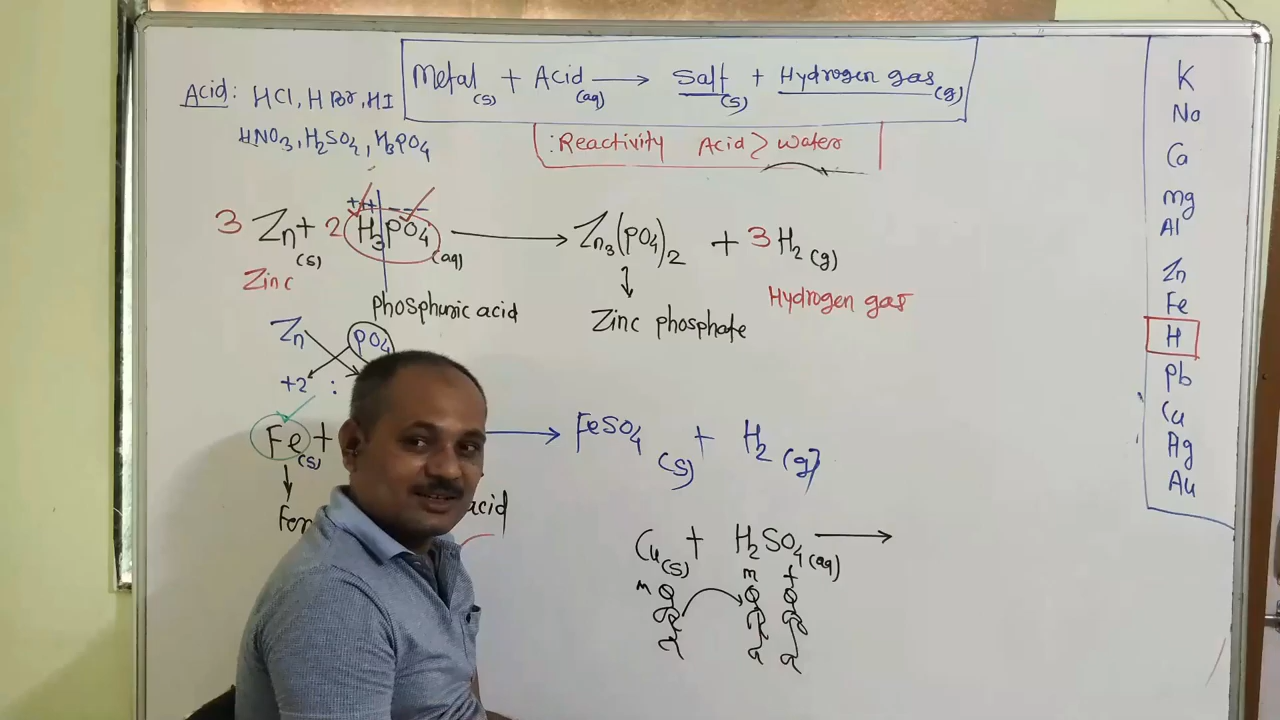 Metal(s) + Acid(aq) → Salt(s) + Hydrogen gas(g)
Acid: HCl, HBr, HI
HNO3, H2SO4, H3PO4
:Reactivity Acid > water
3 Zn(s) + 2 H3PO4(aq) → Zn3(PO4)2 + 3 H2(g)
Zinc
phosphuric acid
Zinc phosphate
Hydrogen gas
Zn PO4
+2 :
Fe(s) + → FeSO4(s) + H2(g)
acid
Cu(s) + H2SO4(aq) →
m m +
K
Na
Ca
Mg
Al
Zn
Fe
H
Pb
Cu
Ag
Au